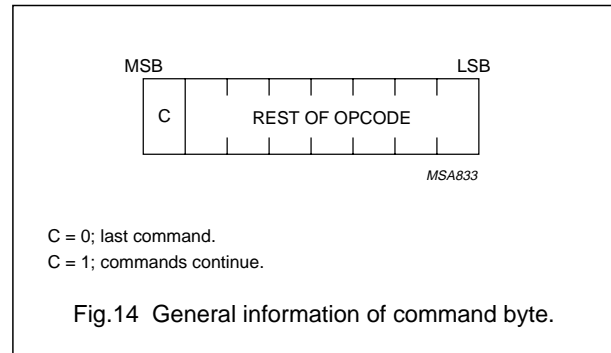 MSB LSB
C REST OF OPCODE
MSA833
C = 0; last command.
C = 1; commands continue.
Fig.14 General information of command byte.